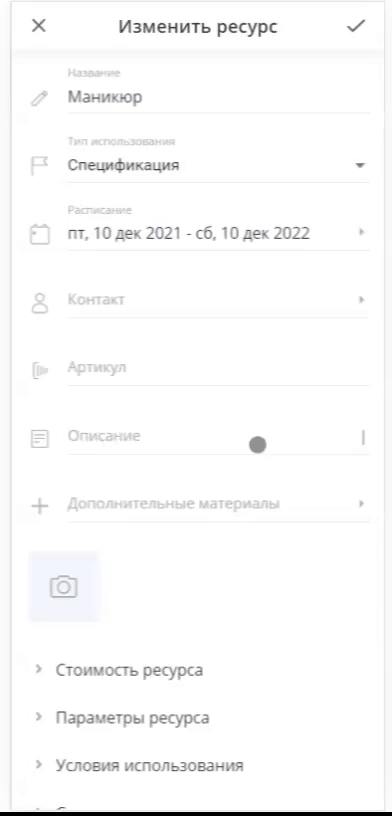 Изменить ресурс
Название
Маникюр
Тип использования
Спецификация
Расписание
пт, 10 дек 2021 - сб, 10 дек 2022
Контакт
Артикул
Описание
Дополнительные материалы
Стоимость ресурса
Параметры ресурса
Условия использования